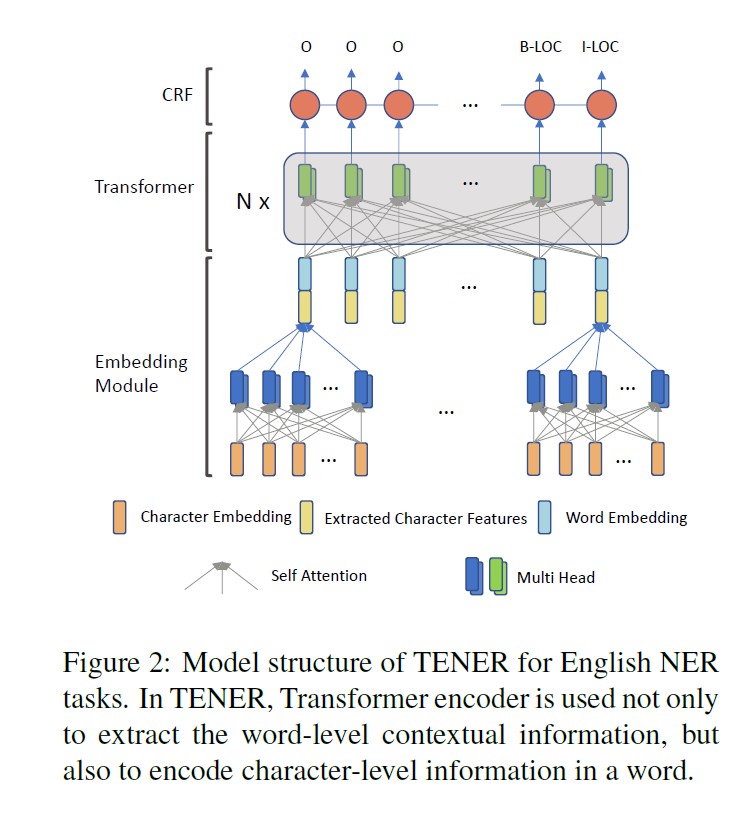 O O O B-LOC I-LOC
CRF
...
Transformer
N x
...
...
Embedding
Module
... ...
...
... ...
Character Embedding Extracted Character Features Word Embedding
Self Attention Multi Head
Figure 2: Model structure of TENER for English NER
tasks. In TENER, Transformer encoder is used not only
to extract the word-level contextual information, but
also to encode character-level information in a word.